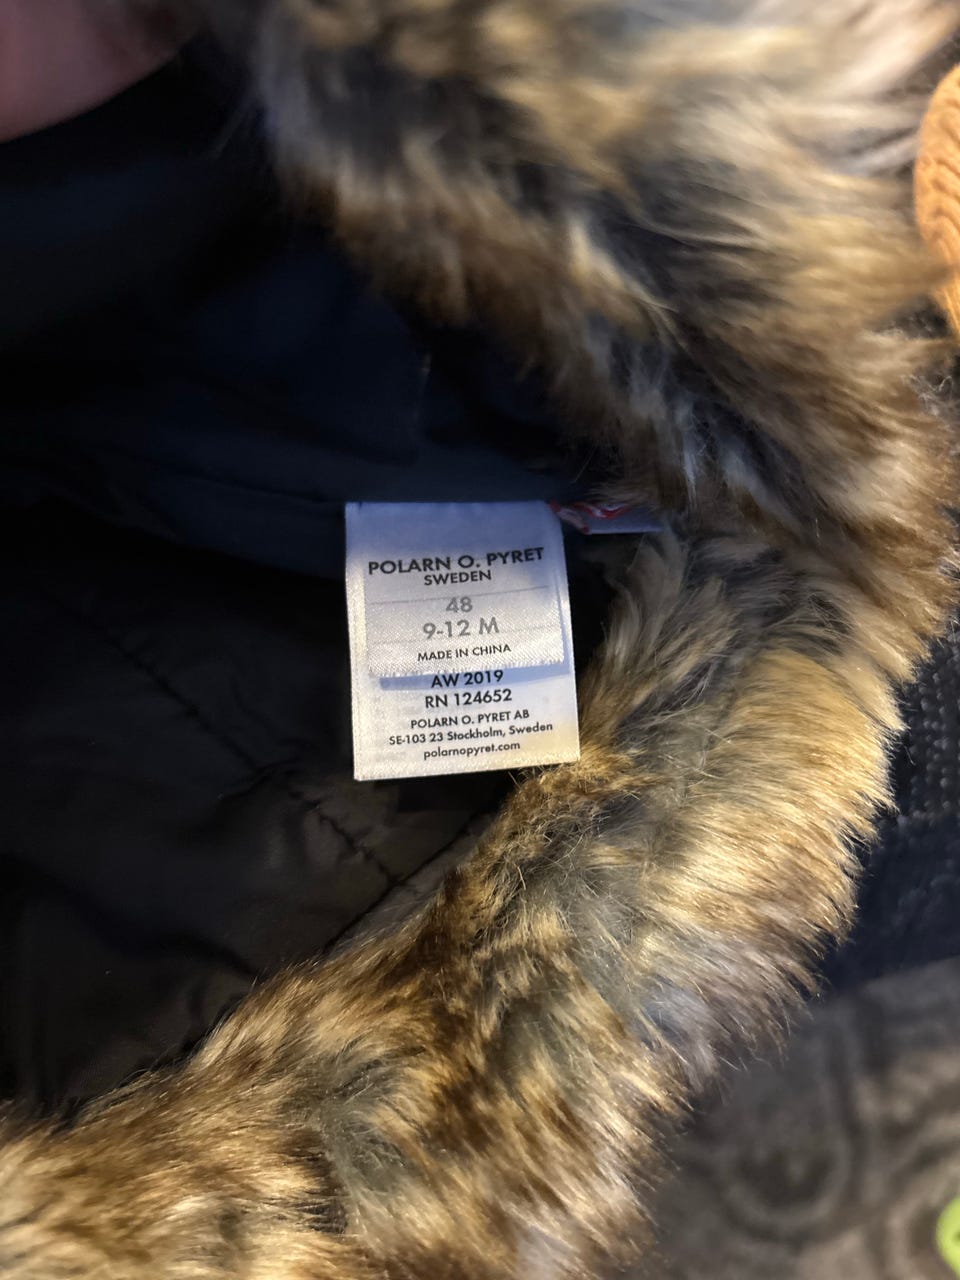 POLARN O. PYRET
SWEDEN
48
9-12 M
MADE IN CHINA
AW 2019
RN 124652
POLARN O. PYRET AB
SE-103 23 Stockholm, Sweden
polarnopyret.com